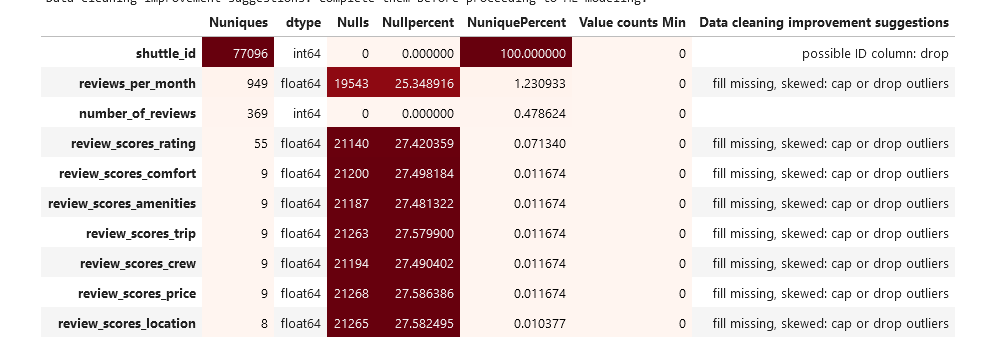 Data cleaning improvement suggestions. Complete them before proceeding to ML modeling.
Nuniques dtype Nulls Nullpercent NuniquePercent Value counts Min Data cleaning improvement suggestions
shuttle_id 77096 int64 0 0.000000 100.000000 0 possible ID column: drop
reviews_per_month 949 float64 19543 25.348916 1.230933 0 fill missing, skewed: cap or drop outliers
number_of_reviews 369 int64 0 0.000000 0.478624 0
review_scores_rating 55 float64 21140 27.420359 0.071340 0 fill missing, skewed: cap or drop outliers
review_scores_comfort 9 float64 21200 27.498184 0.011674 0 fill missing, skewed: cap or drop outliers
review_scores_amenities 9 float64 21187 27.481322 0.011674 0 fill missing, skewed: cap or drop outliers
review_scores_trip 9 float64 21263 27.579900 0.011674 0 fill missing, skewed: cap or drop outliers
review_scores_crew 9 float64 21194 27.490402 0.011674 0 fill missing, skewed: cap or drop outliers
review_scores_price 9 float64 21268 27.586386 0.011674 0 fill missing, skewed: cap or drop outliers
review_scores_location 8 float64 21265 27.582495 0.010377 0 fill missing, skewed: cap or drop outliers